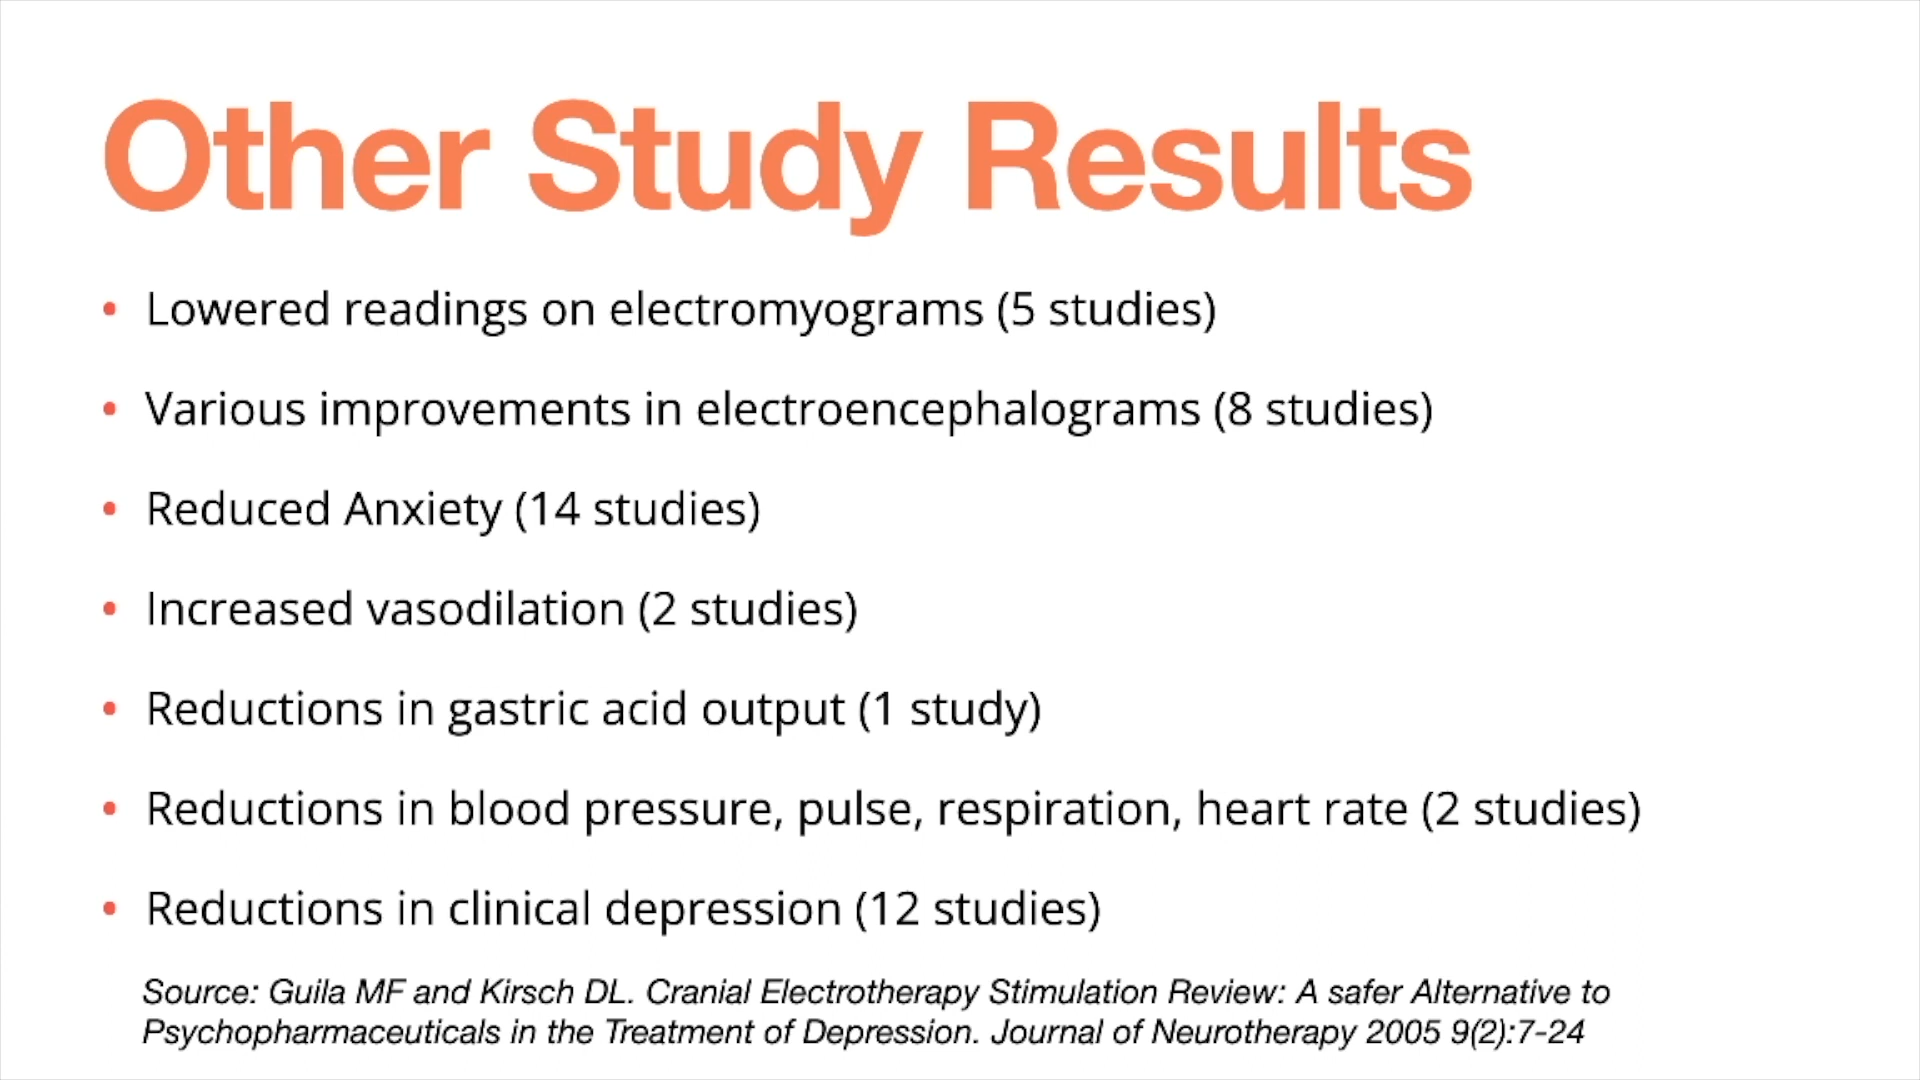 Other Study Results
• Lowered readings on electromyograms (5 studies)
• Various improvements in electroencephalograms (8 studies)
• Reduced Anxiety (14 studies)
• Increased vasodilation (2 studies)
• Reductions in gastric acid output (1 study)
• Reductions in blood pressure, pulse, respiration, heart rate (2 studies)
• Reductions in clinical depression (12 studies)
Source: Guila MF and Kirsch DL. Cranial Electrotherapy Stimulation Review: A safer Alternative to
Psychopharmaceuticals in the Treatment of Depression. Journal of Neurotherapy 2005 9(2):7-24